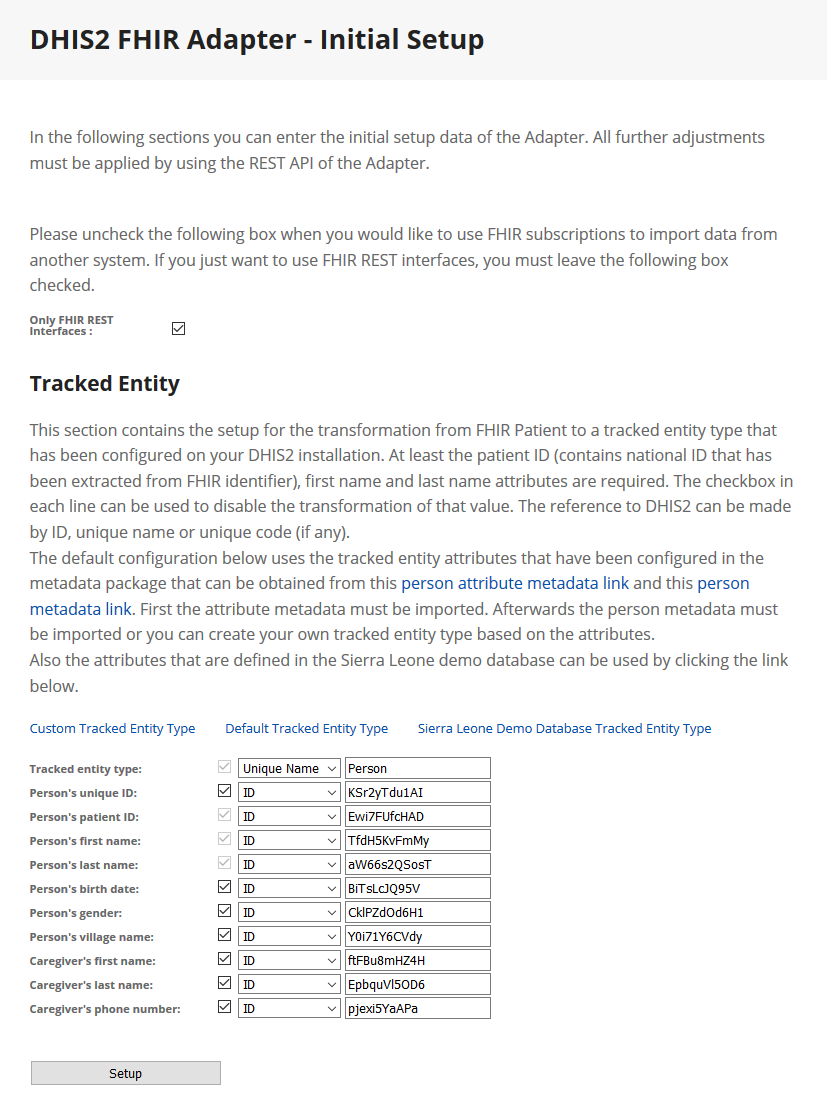 DHIS2 FHIR Adapter - Initial Setup
In the following sections you can enter the initial setup data of the Adapter. All further adjustments
must be applied by using the REST API of the Adapter.
Please uncheck the following box when you would like to use FHIR subscriptions to import data from
another system. If you just want to use FHIR REST interfaces, you must leave the following box
checked.
Only FHIR REST
Interfaces :
Tracked Entity
This section contains the setup for the transformation from FHIR Patient to a tracked entity type that
has been configured on your DHIS2 installation. At least the patient ID (contains national ID that has
been extracted from FHIR identifier), first name and last name attributes are required. The checkbox in
each line can be used to disable the transformation of that value. The reference to DHIS2 can be made
by ID, unique name or unique code (if any).
The default configuration below uses the tracked entity attributes that have been configured in the
metadata package that can be obtained from this person attribute metadata link and this person
metadata link. First the attribute metadata must be imported. Afterwards the person metadata must
be imported or you can create your own tracked entity type based on the attributes.
Also the attributes that are defined in the Sierra Leone demo database can be used by clicking the link
below.
Custom Tracked Entity Type Default Tracked Entity Type Sierra Leone Demo Database Tracked Entity Type
Tracked entity type: Unique Name Person
Person's unique ID: ID KSr2yTdu1AI
Person's patient ID: ID Ewi7FUfcHAD
Person's first name: ID TfdH5KvFmMy
Person's last name: ID aW66s2QSosT
Person's birth date: ID BiTsLcJQ95V
Person's gender: ID CklPZdOd6H1
Person's village name: ID Y0i71Y6CVdy
Caregiver's first name: ID ftFBu8mHZ4H
Caregiver's last name: ID EpbquVl5OD6
Caregiver's phone number: ID pjexi5YaAPa
Setup